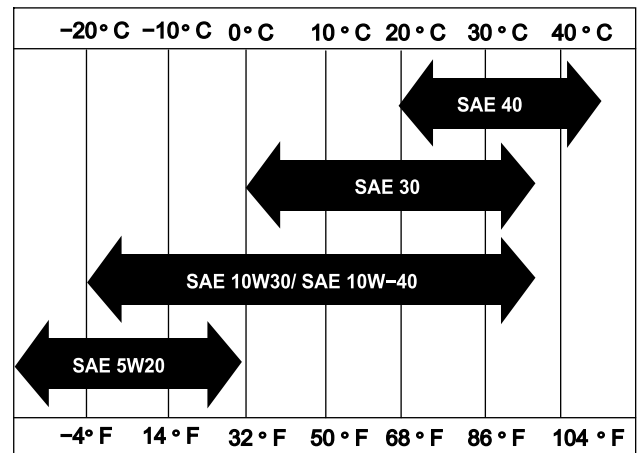 −20° C −10° C 0° C 10° C 20° C 30° C 40° C
SAE 40
SAE 30
SAE 10W30/ SAE 10W−40
SAE 5W20
−4° F 14° F 32° F 50° F 68° F 86° F 104° F